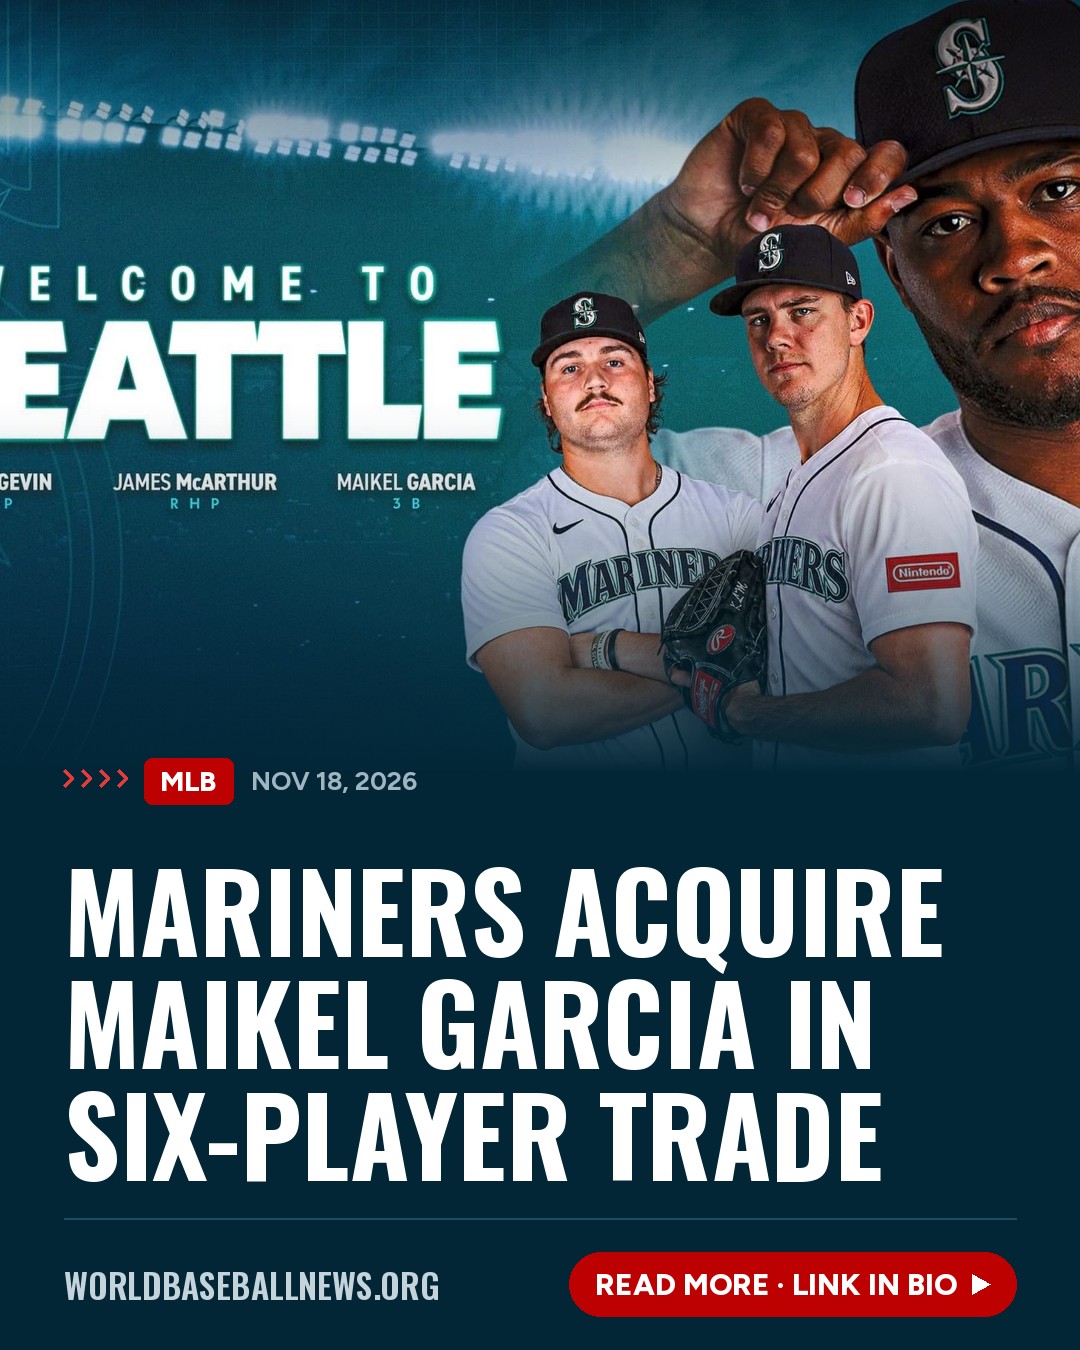 WELCOME TO
EATTLE
GEVIN
JAMES McARTHUR
MAIKEL GARCIA
P
RHP
3B
MARINERS
Nintendo
MLB
NOV 18, 2026
MARINERS ACQUIRE
MAIKEL GARCIA IN
SIX-PLAYER TRADE
WORLDBASEBALLNEWS.ORG
READ MORE · LINK IN BIO